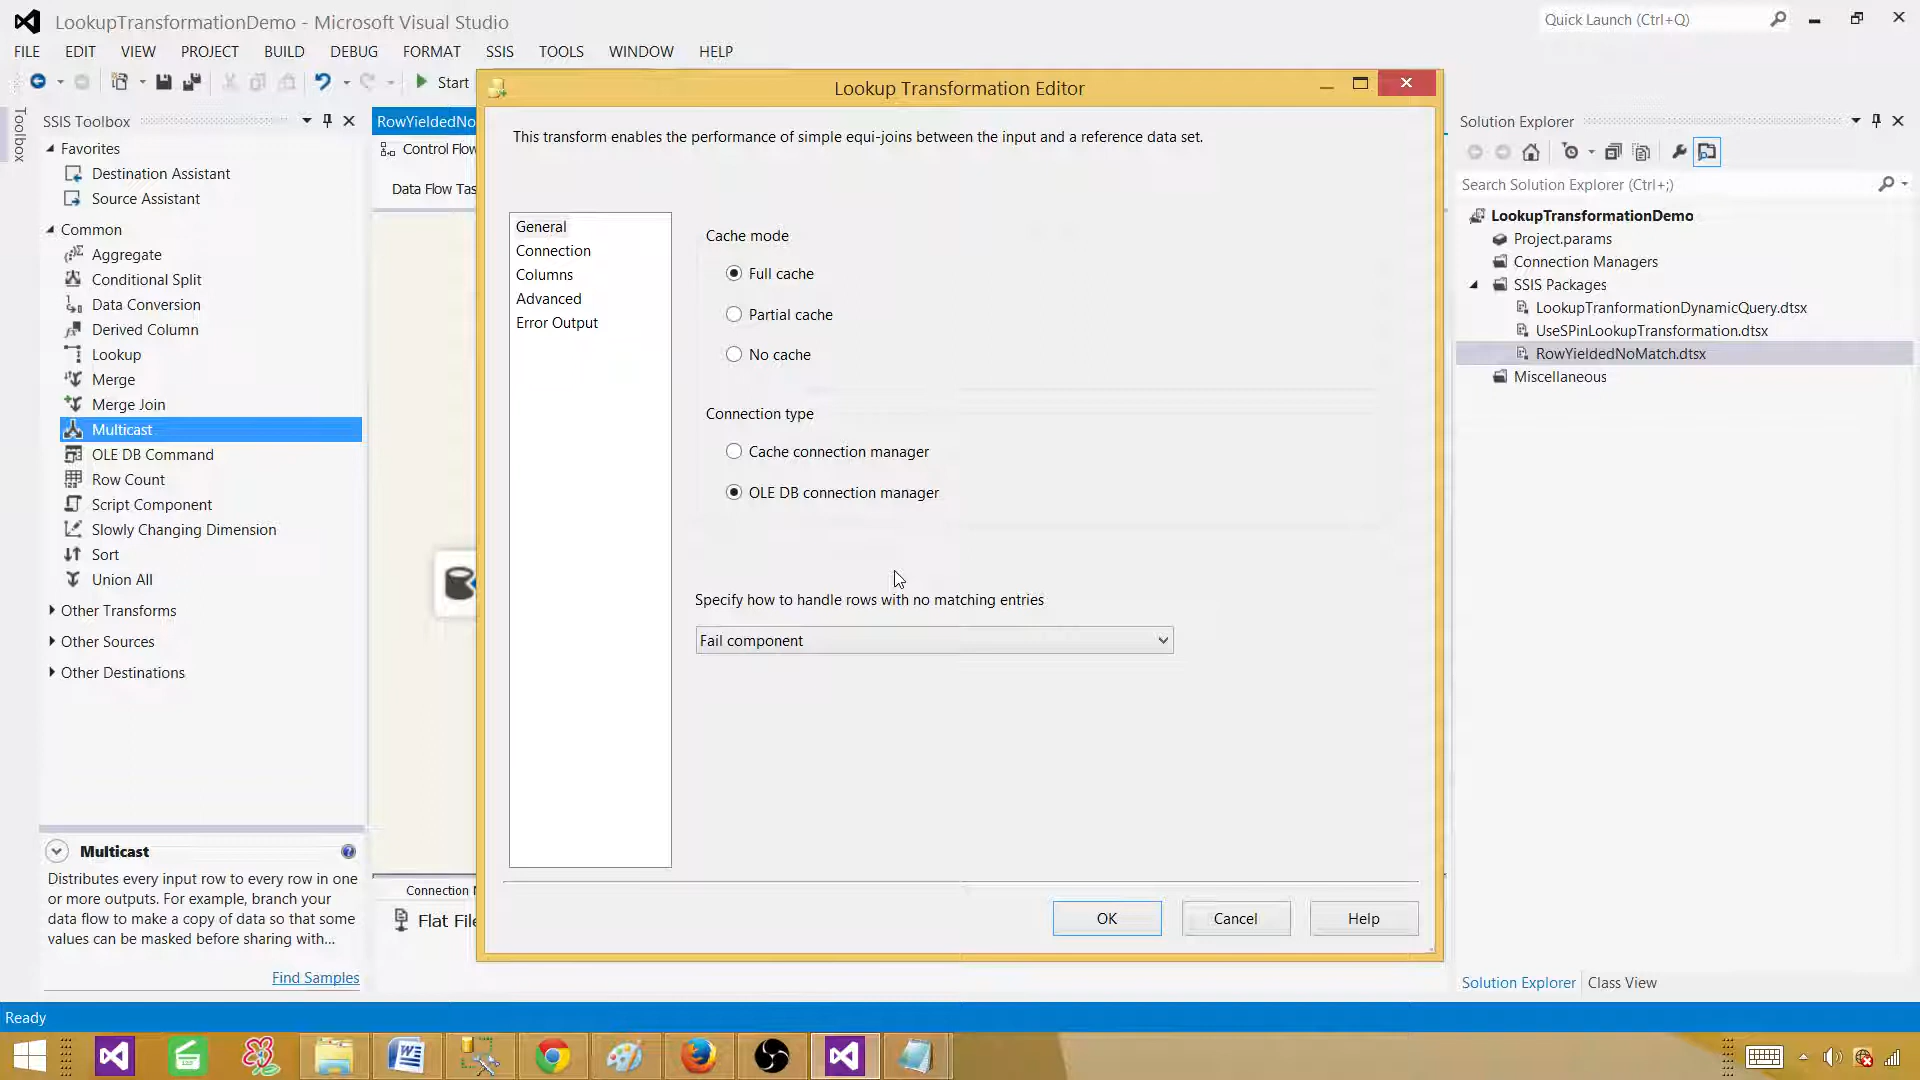 LookupTransformationDemo - Microsoft Visual Studio
Quick Launch (Ctrl+Q)
FILE EDIT VIEW PROJECT BUILD DEBUG FORMAT SSIS TOOLS WINDOW HELP
Start
Toolbox
SSIS Toolbox
Favorites
Destination Assistant
Source Assistant
Common
Aggregate
Conditional Split
Data Conversion
Derived Column
Lookup
Merge
Merge Join
Multicast
OLE DB Command
Row Count
Script Component
Slowly Changing Dimension
Sort
Union All
Other Transforms
Other Sources
Other Destinations
Multicast
Distributes every input row to every row in one
or more outputs. For example, branch your
data flow to make a copy of data so that some
values can be masked before sharing with...
Find Samples
RowYieldedNo
Control Flow
Data Flow Tas
Connection
Flat File
Lookup Transformation Editor
This transform enables the performance of simple equi-joins between the input and a reference data set.
General
Connection
Columns
Advanced
Error Output
Cache mode
Full cache
Partial cache
No cache
Connection type
Cache connection manager
OLE DB connection manager
Specify how to handle rows with no matching entries
Fail component
OK Cancel Help
Solution Explorer
Search Solution Explorer (Ctrl+;)
LookupTransformationDemo
Project.params
Connection Managers
SSIS Packages
LookupTranformationDynamicQuery.dtsx
UseSPinLookupTransformation.dtsx
RowYieldedNoMatch.dtsx
Miscellaneous
Solution Explorer Class View
Ready